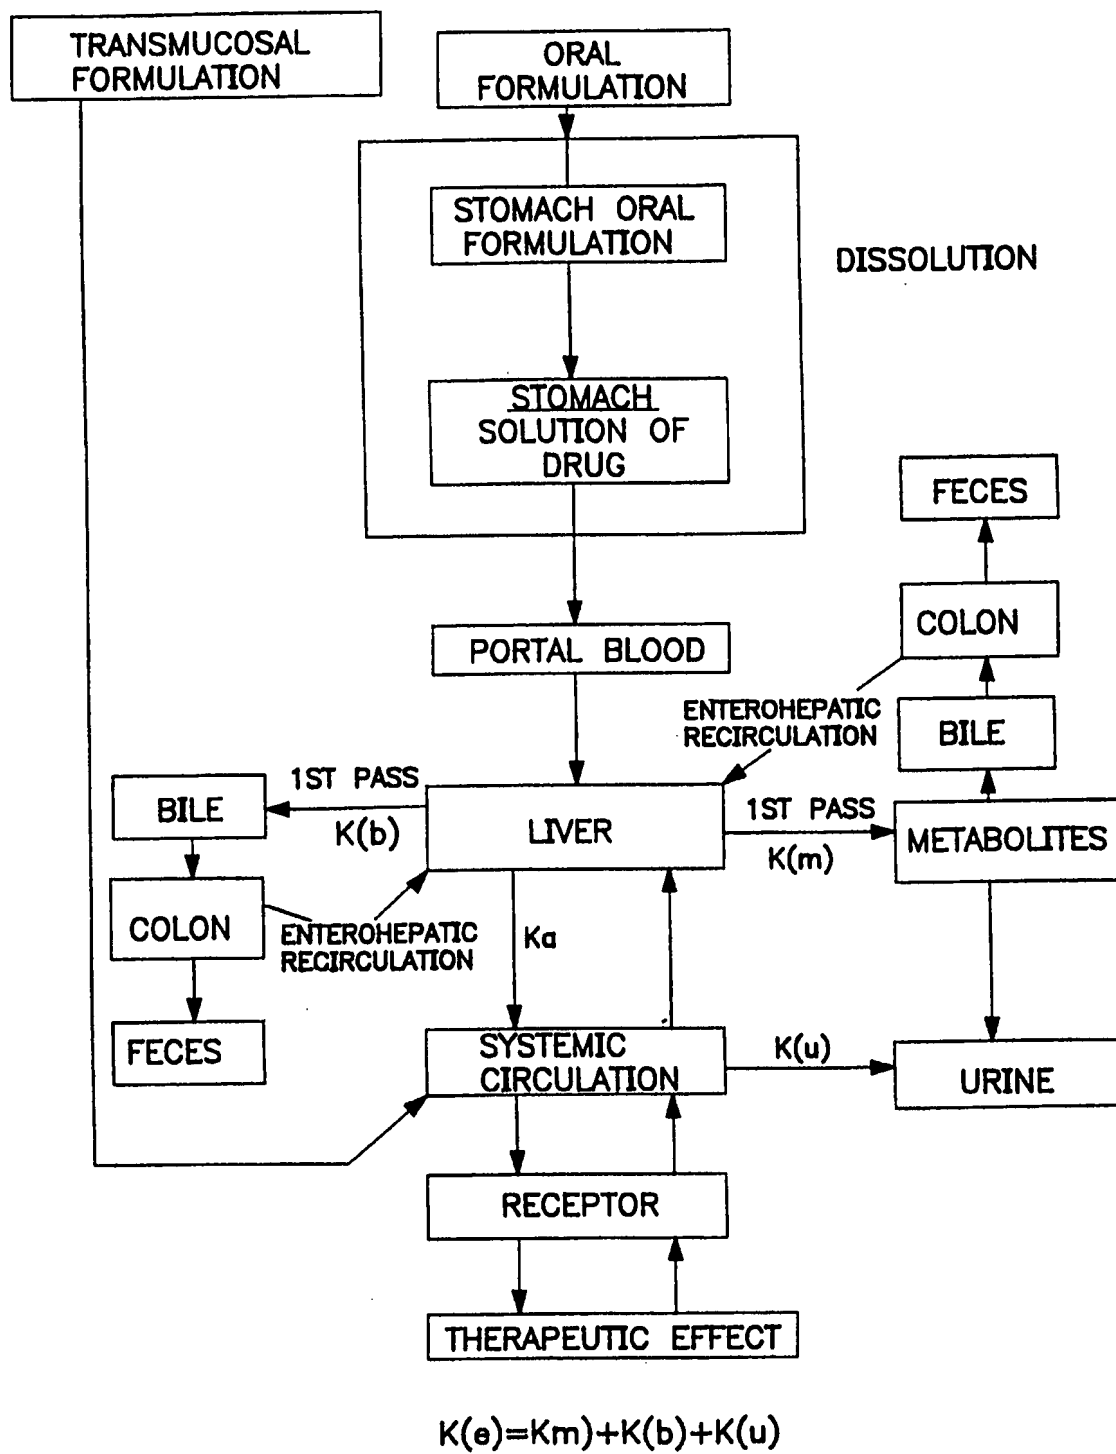 TRANSMUCOSAL
FORMULATION
ORAL
FORMULATION
STOMACH ORAL
FORMULATION
DISSOLUTION
STOMACH
SOLUTION OF
DRUG
FECES
COLON
PORTAL BLOOD
ENTEROHEPATIC
RECIRCULATION
BILE
1ST PASS
BILE
K(b)
LIVER
1ST PASS
K(m)
METABOLITES
COLON
ENTEROHEPATIC
RECIRCULATION
Ka
FECES
SYSTEMIC
CIRCULATION
K(u)
URINE
RECEPTOR
THERAPEUTIC EFFECT
K(e)=Km)+K(b)+K(u)